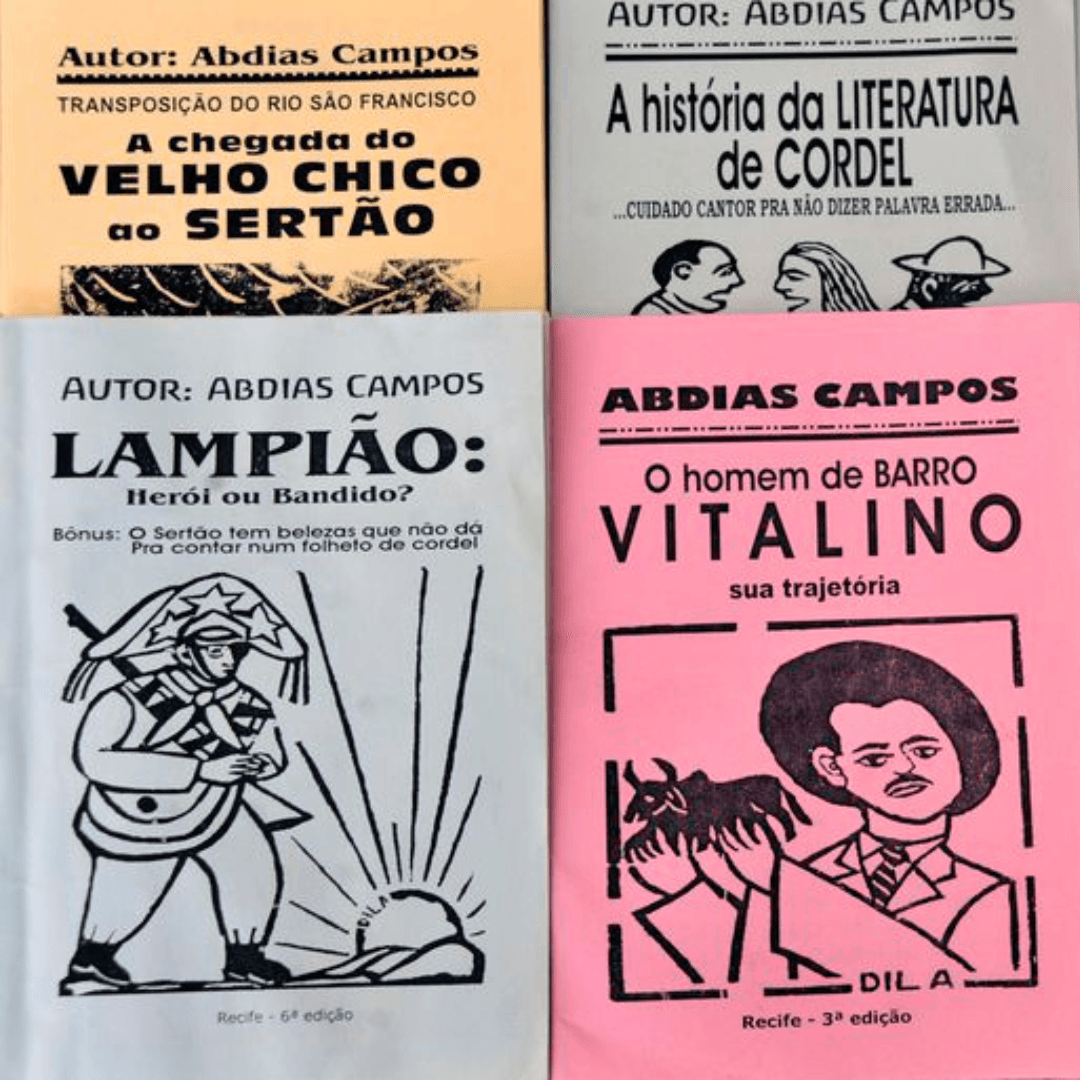 Autor: Abdias Campos
TRANSPOSIÇÃO DO RIO SÃO FRANCISCO
A chegada do
VELHO CHICO
ao SERTÃO
AUTOR: ABDIAS CAMPOS
A história da LITERATURA
de CORDEL
...CUIDADO CANTOR PRA NÃO DIZER PALAVRA ERRADA...
AUTOR: ABDIAS CAMPOS
LAMPIÃO:
Herói ou Bandido?
Bônus: O Sertão tem belezas que não dá
Pra contar num folheto de cordel
DILA
Recife - 6ª edição
ABDIAS CAMPOS
O homem de BARRO
VITALINO
sua trajetória
DILA
Recife - 3ª edição